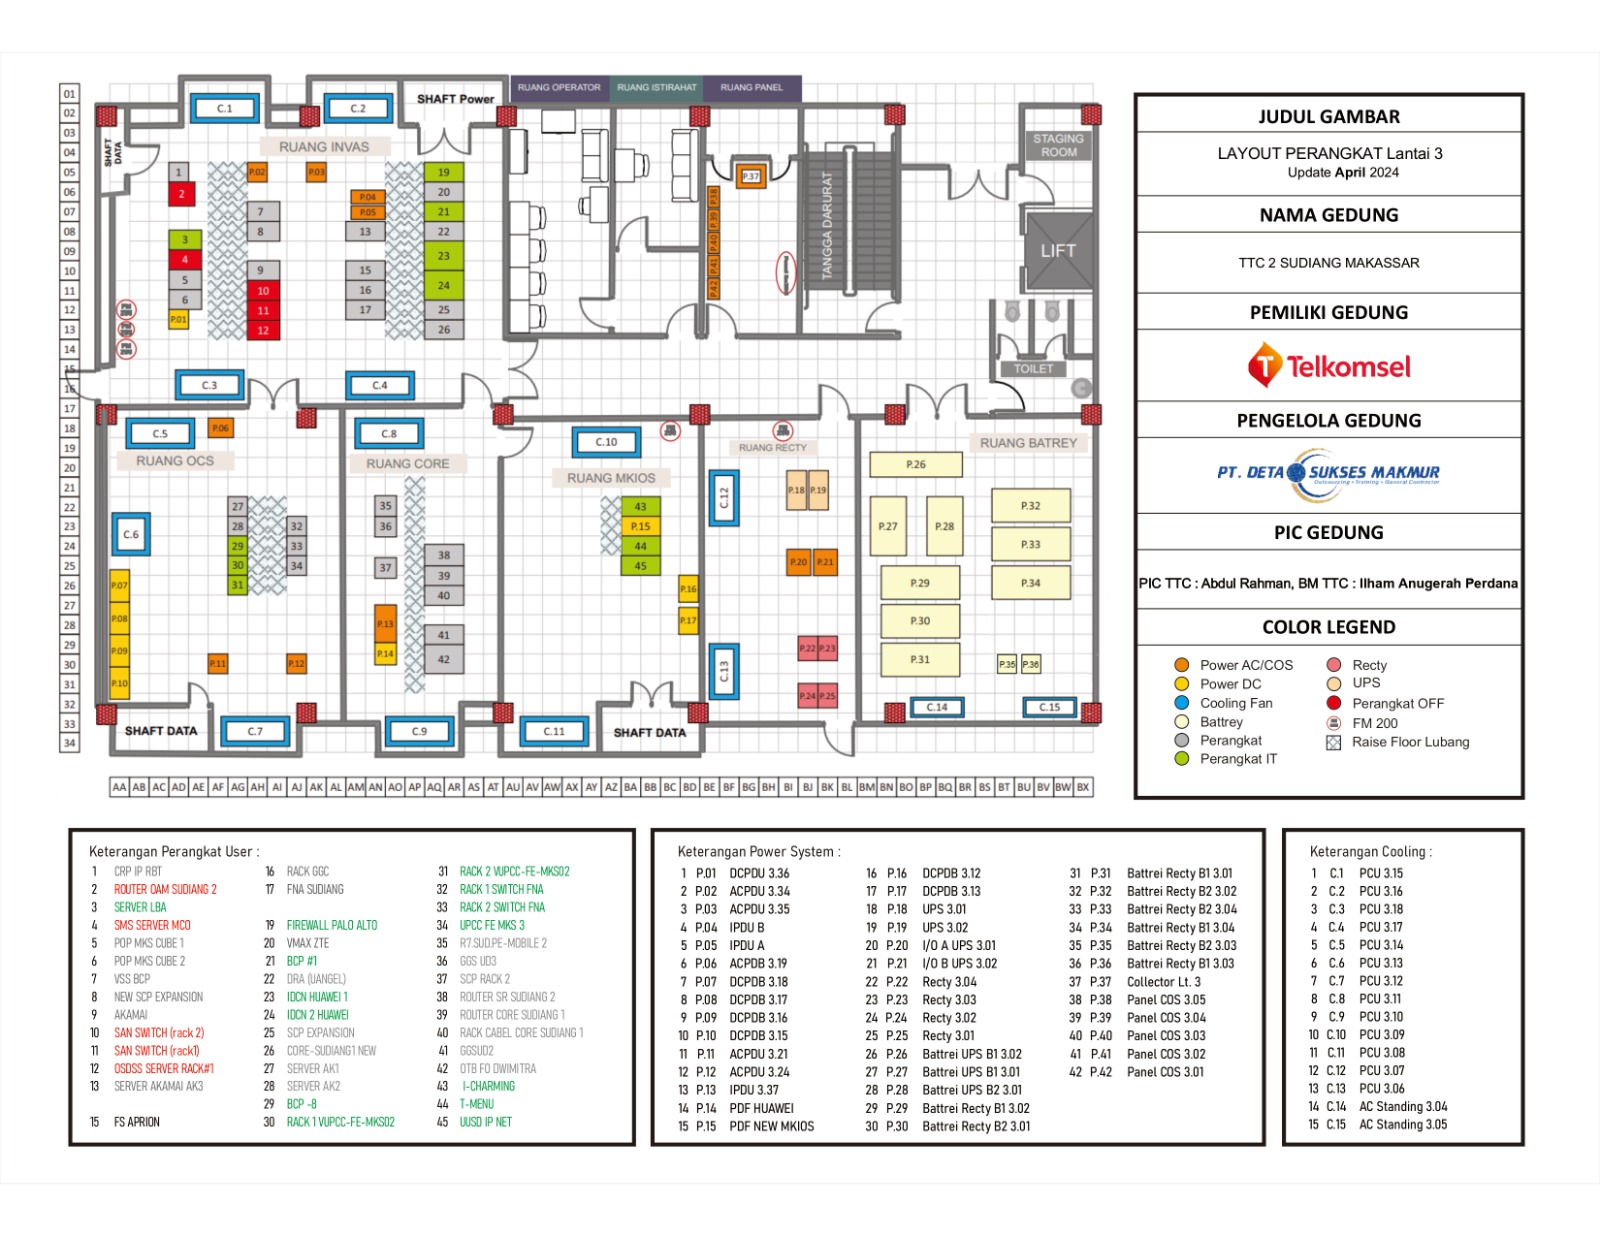 RUANG OPERATOR
RUANG ISTIRAHAT
RUANG PANEL
01
02
03
04
05
06
07
08
09
10
11
12
13
14
15
16
17
18
19
20
21
22
23
24
25
26
27
28
29
30
31
32
33
34
C.1
C.2
SHAFT Power
SHAFT DATA
RUANG INVAS
1
2
3
4
5
6
P.01
P.02
7
8
9
10
11
12
P.03
P.04
P.05
13
15
16
17
19
20
21
22
23
24
25
26
C.3
C.4
P.37
P.38
P.39
P.40
P.41
P.42
TANGGA DARURAT
STAGING ROOM
LIFT
TOILET
FM 200
FM 200
FM 200
C.5
P.06
RUANG OCS
C.6
27
28
29
30
31
32
33
34
P.07
P.08
P.09
P.10
P.11
P.12
SHAFT DATA
C.7
C.8
RUANG CORE
35
36
37
38
39
40
41
42
P.13
P.14
C.9
C.10
FM 200
RUANG MKIOS
43
P.15
44
45
P.16
P.17
C.11
SHAFT DATA
FM 200
RUANG RECTY
C.12
P.18
P.19
P.20
P.21
C.13
P.22
P.23
P.24
P.25
RUANG BATREY
P.26
P.27
P.28
P.29
P.30
P.31
P.32
P.33
P.34
P.35
P.36
C.14
C.15
AA AB AC AD AE AF AG AH AI AJ AK AL AM AN AO AP AQ AR AS AT AU AV AW AX AY AZ BA BB BC BD BE BF BG BH BI BJ BK BL BM BN BO BP BQ BR BS BT BU BV BW BX
JUDUL GAMBAR
LAYOUT PERANGKAT Lantai 3
Update April 2024
NAMA GEDUNG
TTC 2 SUDIANG MAKASSAR
PEMILIKI GEDUNG
Telkomsel
PENGELOLA GEDUNG
PT. DETA SUKSES MAKMUR
Outsourcing • Training • General Contractor
PIC GEDUNG
PIC TTC : Abdul Rahman, BM TTC : Ilham Anugerah Perdana
COLOR LEGEND
Power AC/COS
Power DC
Cooling Fan
Battrey
Perangkat
Perangkat IT
Recty
UPS
Perangkat OFF
FM 200
Raise Floor Lubang
Keterangan Perangkat User :
1 CRP IP RBT
2 ROUTER OAM SUDIANG 2
3 SERVER LBA
4 SMS SERVER MCO
5 POP MKS CUBE 1
6 POP MKS CUBE 2
7 VSS BCP
8 NEW SCP EXPANSION
9 AKAMAI
10 SAN SWITCH (rack 2)
11 SAN SWITCH (rack1)
12 OSDSS SERVER RACK#1
13 SERVER AKAMAI AK3
15 FS APRION
16 RACK GGC
17 FNA SUDIANG
19 FIREWALL PALO ALTO
20 VMAX ZTE
21 BCP #1
22 DRA (UANGEL)
23 IDCN HUAWEI 1
24 IDCN 2 HUAWEI
25 SCP EXPANSION
26 CORE-SUDIANG1 NEW
27 SERVER AK1
28 SERVER AK2
29 BCP -8
30 RACK 1 VUPCC-FE-MKS02
31 RACK 2 VUPCC-FE-MKS02
32 RACK 1 SWITCH FNA
33 RACK 2 SWITCH FNA
34 UPCC FE MKS 3
35 R7.SUD.PE-MOBILE 2
36 GGS UD3
37 SCP RACK 2
38 ROUTER SR SUDIANG 2
39 ROUTER CORE SUDIANG 1
40 RACK CABEL CORE SUDIANG 1
41 GGSUD2
42 OTB FO DWIMITRA
43 I-CHARMING
44 T-MENU
45 UUSD IP NET
Keterangan Power System :
1 P.01 DCPDU 3.36
2 P.02 ACPDU 3.34
3 P.03 ACPDU 3.35
4 P.04 IPDU B
5 P.05 IPDU A
6 P.06 ACPDB 3.19
7 P.07 DCPDB 3.18
8 P.08 DCPDB 3.17
9 P.09 DCPDB 3.16
10 P.10 DCPDB 3.15
11 P.11 ACPDU 3.21
12 P.12 ACPDU 3.24
13 P.13 IPDU 3.37
14 P.14 PDF HUAWEI
15 P.15 PDF NEW MKIOS
16 P.16 DCPDB 3.12
17 P.17 DCPDB 3.13
18 P.18 UPS 3.01
19 P.19 UPS 3.02
20 P.20 I/O A UPS 3.01
21 P.21 I/O B UPS 3.02
22 P.22 Recty 3.04
23 P.23 Recty 3.03
24 P.24 Recty 3.02
25 P.25 Recty 3.01
26 P.26 Battrei UPS B1 3.02
27 P.27 Battrei UPS B1 3.01
28 P.28 Battrei UPS B2 3.01
29 P.29 Battrei Recty B1 3.02
30 P.30 Battrei Recty B2 3.01
31 P.31 Battrei Recty B1 3.01
32 P.32 Battrei Recty B2 3.02
33 P.33 Battrei Recty B2 3.04
34 P.34 Battrei Recty B1 3.04
35 P.35 Battrei Recty B2 3.03
36 P.36 Battrei Recty B1 3.03
37 P.37 Collector Lt. 3
38 P.38 Panel COS 3.05
39 P.39 Panel COS 3.04
40 P.40 Panel COS 3.03
41 P.41 Panel COS 3.02
42 P.42 Panel COS 3.01
Keterangan Cooling :
1 C.1 PCU 3.15
2 C.2 PCU 3.16
3 C.3 PCU 3.18
4 C.4 PCU 3.17
5 C.5 PCU 3.14
6 C.6 PCU 3.13
7 C.7 PCU 3.12
8 C.8 PCU 3.11
9 C.9 PCU 3.10
10 C.10 PCU 3.09
11 C.11 PCU 3.08
12 C.12 PCU 3.07
13 C.13 PCU 3.06
14 C.14 AC Standing 3.04
15 C.15 AC Standing 3.05